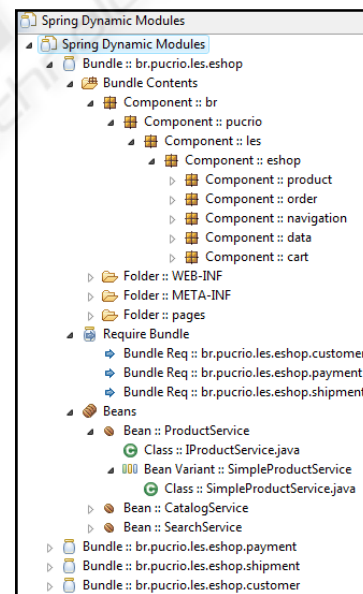 Spring Dynamic Modules
Spring Dynamic Modules
Bundle :: br.pucrio.les.eshop
Bundle Contents
Component :: br
Component :: pucrio
Component :: les
Component :: eshop
Component :: product
Component :: order
Component :: navigation
Component :: data
Component :: cart
Folder :: WEB-INF
Folder :: META-INF
Folder :: pages
Require Bundle
Bundle Req :: br.pucrio.les.eshop.customer
Bundle Req :: br.pucrio.les.eshop.payment
Bundle Req :: br.pucrio.les.eshop.shipment
Beans
Bean :: ProductService
Class :: IProductService.java
Bean Variant :: SimpleProductService
Class :: SimpleProductService.java
Bean :: CatalogService
Bean :: SearchService
Bundle :: br.pucrio.les.eshop.payment
Bundle :: br.pucrio.les.eshop.shipment
Bundle :: br.pucrio.les.eshop.customer